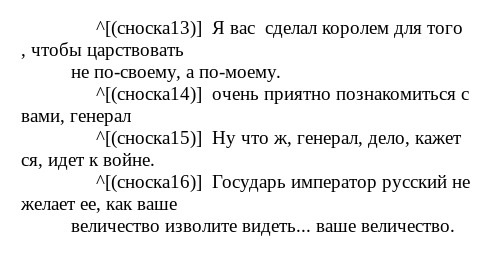 ^[(сноска13)] Я вас сделал королем для того
, чтобы царствовать
не по-своему, а по-моему.
^[(сноска14)] очень приятно познакомиться с
вами, генерал
^[(сноска15)] Ну что ж, генерал, дело, кажет
ся, идет к войне.
^[(сноска16)] Государь император русский не
желает ее, как ваше
величество изволите видеть... ваше величество.